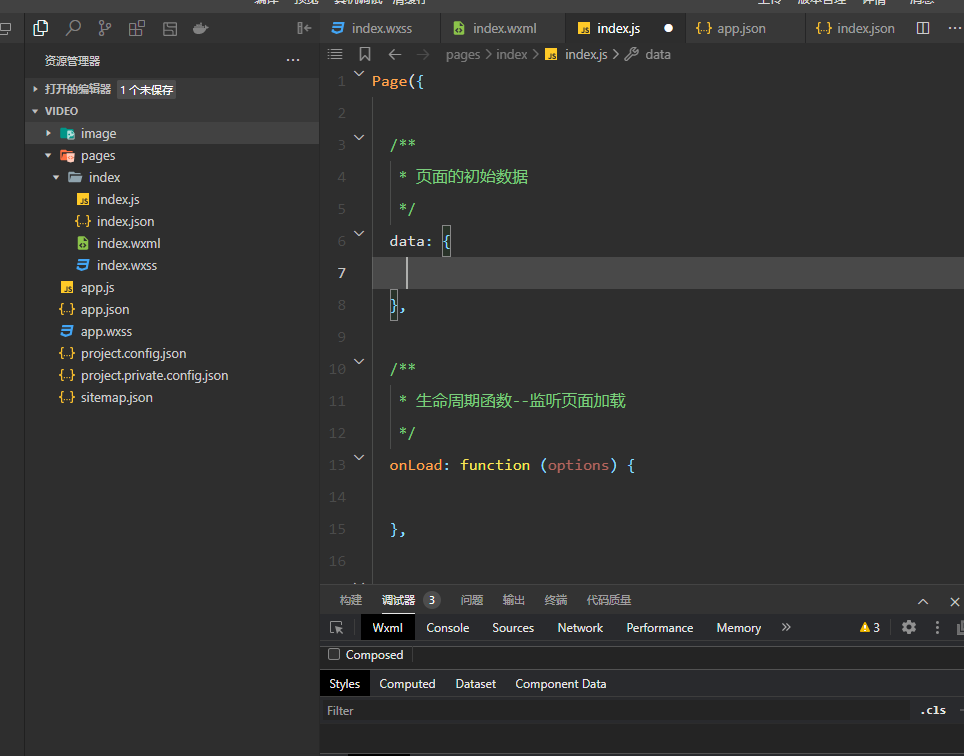 index.wxss index.wxml index.js app.json index.json
资源管理器
pages index index.js data
打开的编辑器 1 个未保存
VIDEO
image
pages
index
index.js
index.json
index.wxml
index.wxss
app.js
app.json
app.wxss
project.config.json
project.private.config.json
sitemap.json
1 Page({
2
3 /**
4 * 页面的初始数据
5 */
6 data: {
7
8 },
9
10 /**
11 * 生命周期函数--监听页面加载
12 */
13 onLoad: function (options) {
14
15 },
16
构建 调试器 3 问题 输出 终端 代码质量
Wxml Console Sources Network Performance Memory 3
Composed
Styles Computed Dataset Component Data
Filter .cls